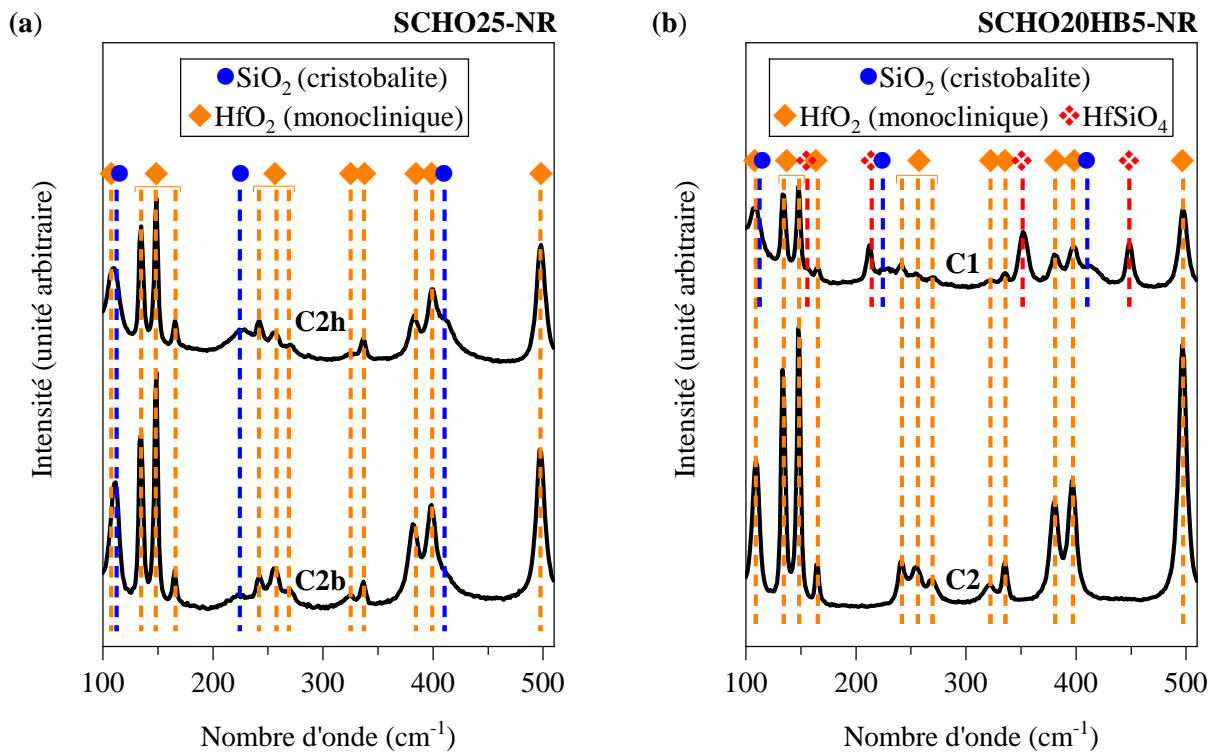 (a)
SCHO25-NR
SiO₂ (cristobalite)
HfO₂ (monoclinique)
C2h
C2b
Intensité (unité arbitraire)
100 200 300 400 500
Nombre d'onde (cm⁻¹)
(b)
SCHO20HB5-NR
SiO₂ (cristobalite)
HfO₂ (monoclinique) HfSiO₄
C1
C2
Intensité (unité arbitraire)
100 200 300 400 500
Nombre d'onde (cm⁻¹)